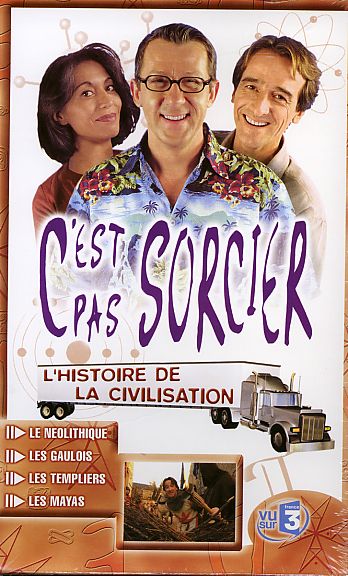 C'EST
PAS SORCIER
L'HISTOIRE DE
LA CIVILISATION
LE NEOLITHIQUE
LES GAULOIS
LES TEMPLIERS
LES MAYAS
VU
sur
france
3